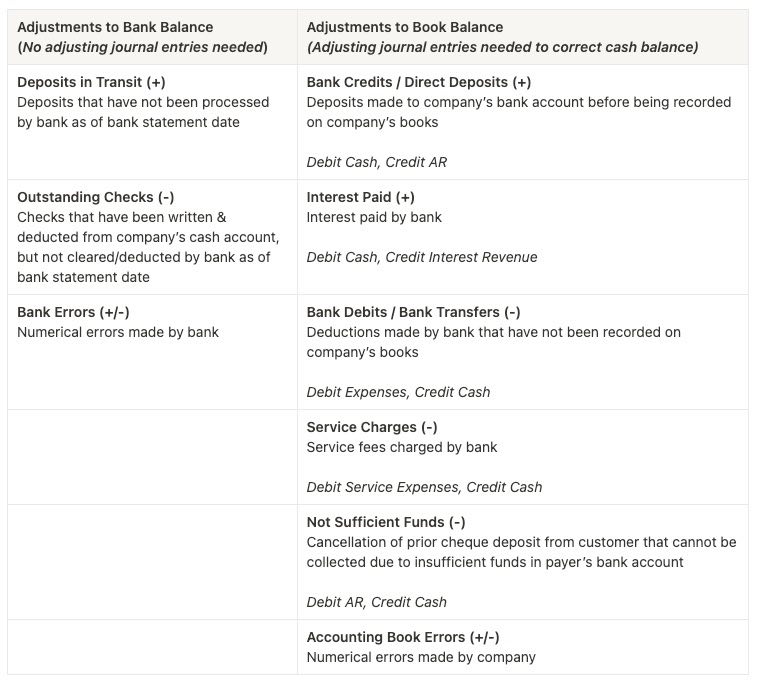 Adjustments to Bank Balance
(No adjusting journal entries needed)
Adjustments to Book Balance
(Adjusting journal entries needed to correct cash balance)
Deposits in Transit (+)
Deposits that have not been processed
by bank as of bank statement date
Bank Credits / Direct Deposits (+)
Deposits made to company's bank account before being recorded
on company's books
Debit Cash, Credit AR
Outstanding Checks (-)
Checks that have been written &
deducted from company's cash account,
but not cleared/deducted by bank as of
bank statement date
Interest Paid (+)
Interest paid by bank
Debit Cash, Credit Interest Revenue
Bank Errors (+/-)
Numerical errors made by bank
Bank Debits / Bank Transfers (-)
Deductions made by bank that have not been recorded on
company's books
Debit Expenses, Credit Cash
Service Charges (-)
Service fees charged by bank
Debit Service Expenses, Credit Cash
Not Sufficient Funds (-)
Cancellation of prior cheque deposit from customer that cannot be
collected due to insufficient funds in payer's bank account
Debit AR, Credit Cash
Accounting Book Errors (+/-)
Numerical errors made by company